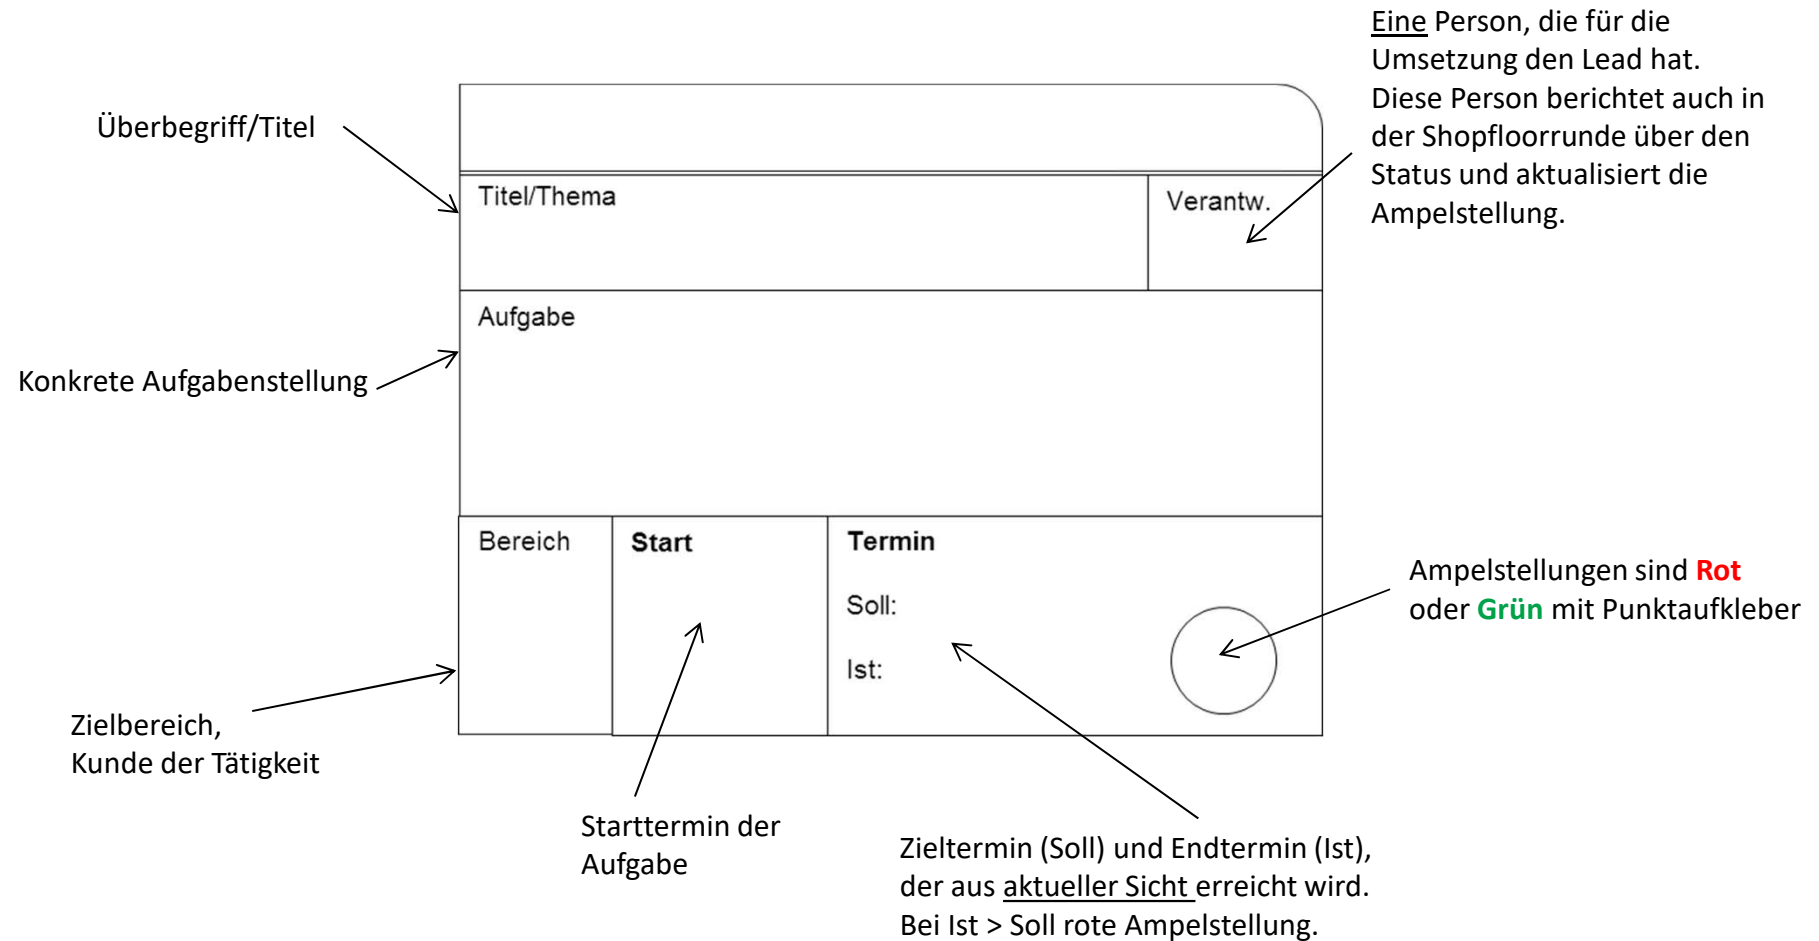 Eine Person, die für die
Umsetzung den Lead hat.
Diese Person berichtet auch in
der Shopfloorrunde über den
Status und aktualisiert die
Ampelstellung.
Überbegriff/Titel
Titel/Thema
Verantw.
Aufgabe
Konkrete Aufgabenstellung
Bereich
Start
Termin
Soll:
Ist:
Ampelstellungen sind Rot
oder Grün mit Punktaufkleber
Zielbereich,
Kunde der Tätigkeit
Starttermin der
Aufgabe
Zieltermin (Soll) und Endtermin (Ist),
der aus aktueller Sicht erreicht wird.
Bei Ist > Soll rote Ampelstellung.